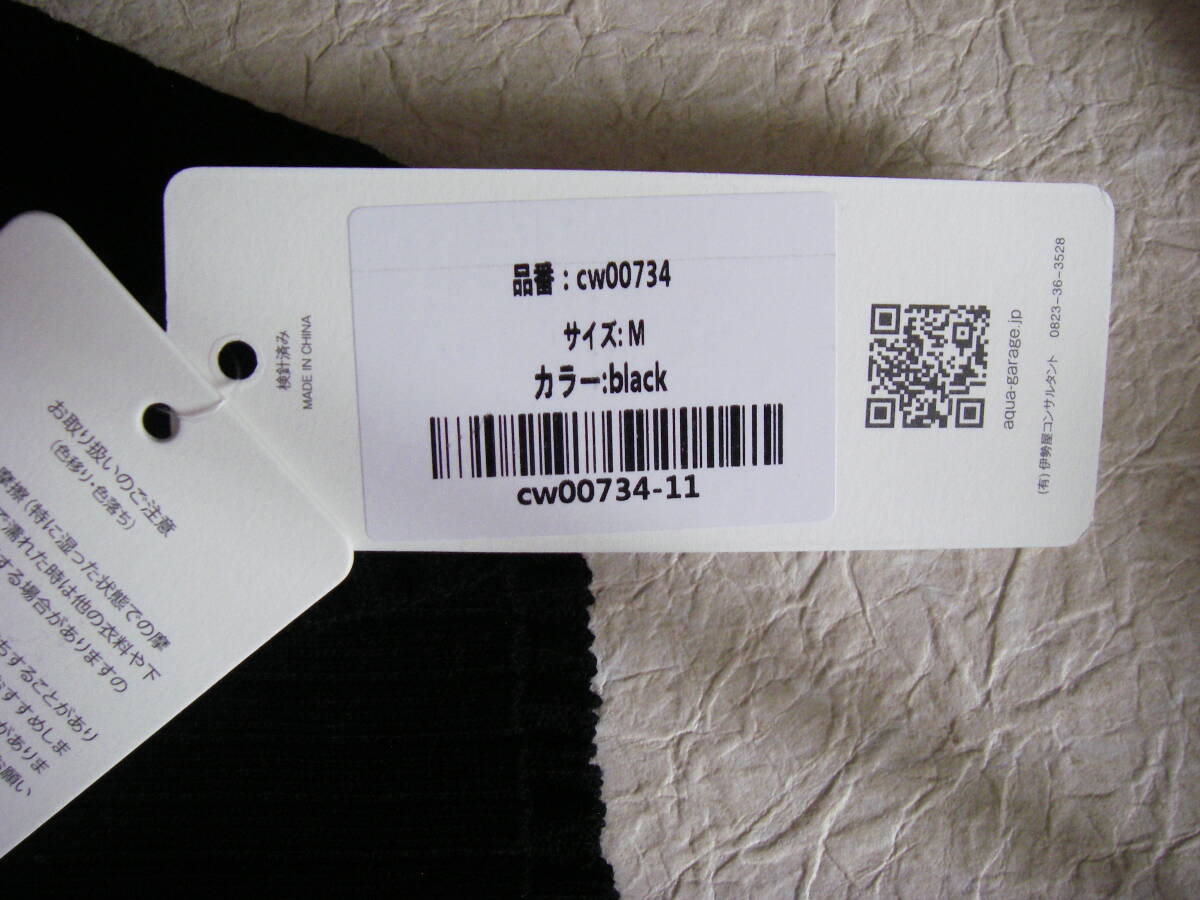 品番：cw00734
サイズ:M
カラー:black
cw00734-11
検針済み
MADE IN CHINA
aqua-garage.jp
(有)伊勢屋コンサルタント 0823-36-3528
お取り扱いのご注意
(色移り・色落ち)
摩擦(特に湿った状態での摩
で濡れた時は他の衣料や下
する場合がありますの
ちすることがあり
おすすめしま
がありま
お願い